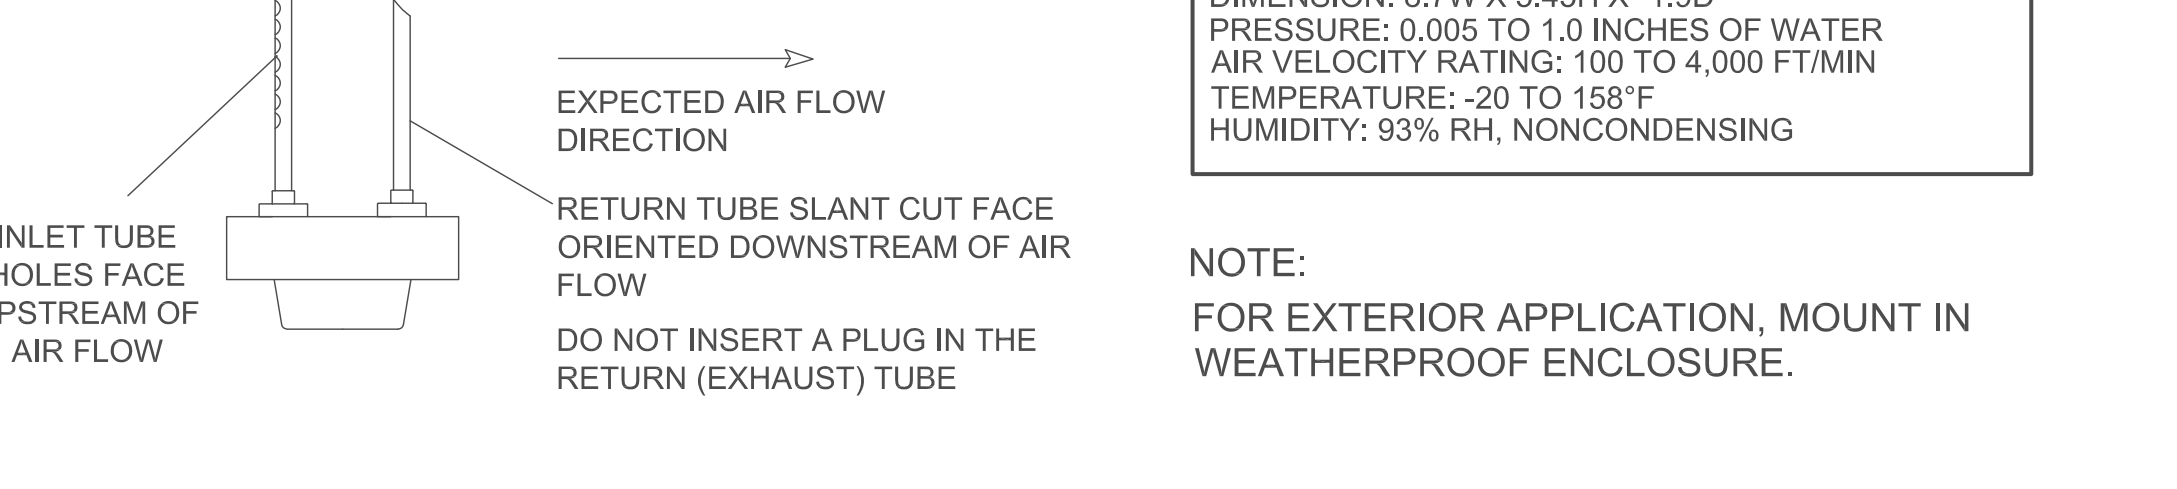 TUBE
FACE
OF
AIR FLOW
EXPECTED AIR FLOW
DIRECTION
RETURN TUBE SLANT CUT FACE
ORIENTED DOWNSTREAM OF AIR
FLOW
DO NOT INSERT A PLUG IN THE
RETURN (EXHAUST) TUBE
PRESSURE: 0.005 TO 1.0 INCHES OF WATER
AIR VELOCITY RATING: 100 TO 4,000 FT/MIN
TEMPERATURE: -20 TO 158°F
HUMIDITY: 93% RH, NONCONDENSING
NOTE:
FOR EXTERIOR APPLICATION, MOUNT IN
WEATHERPROOF ENCLOSURE.